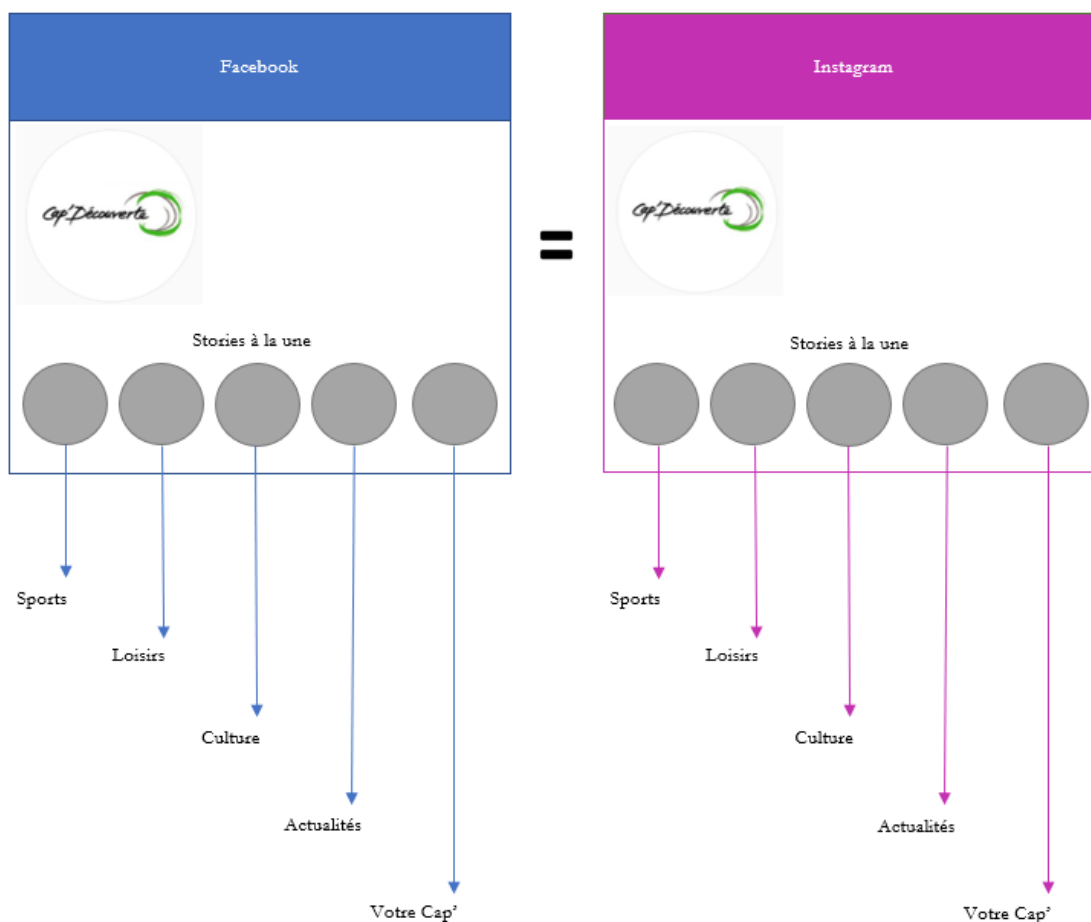 Facebook
Cap'Découverte
Stories à la une
Sports
Loisirs
Culture
Actualités
Votre Cap’
=
Instagram
Cap'Découverte
Stories à la une
Sports
Loisirs
Culture
Actualités
Votre Cap’